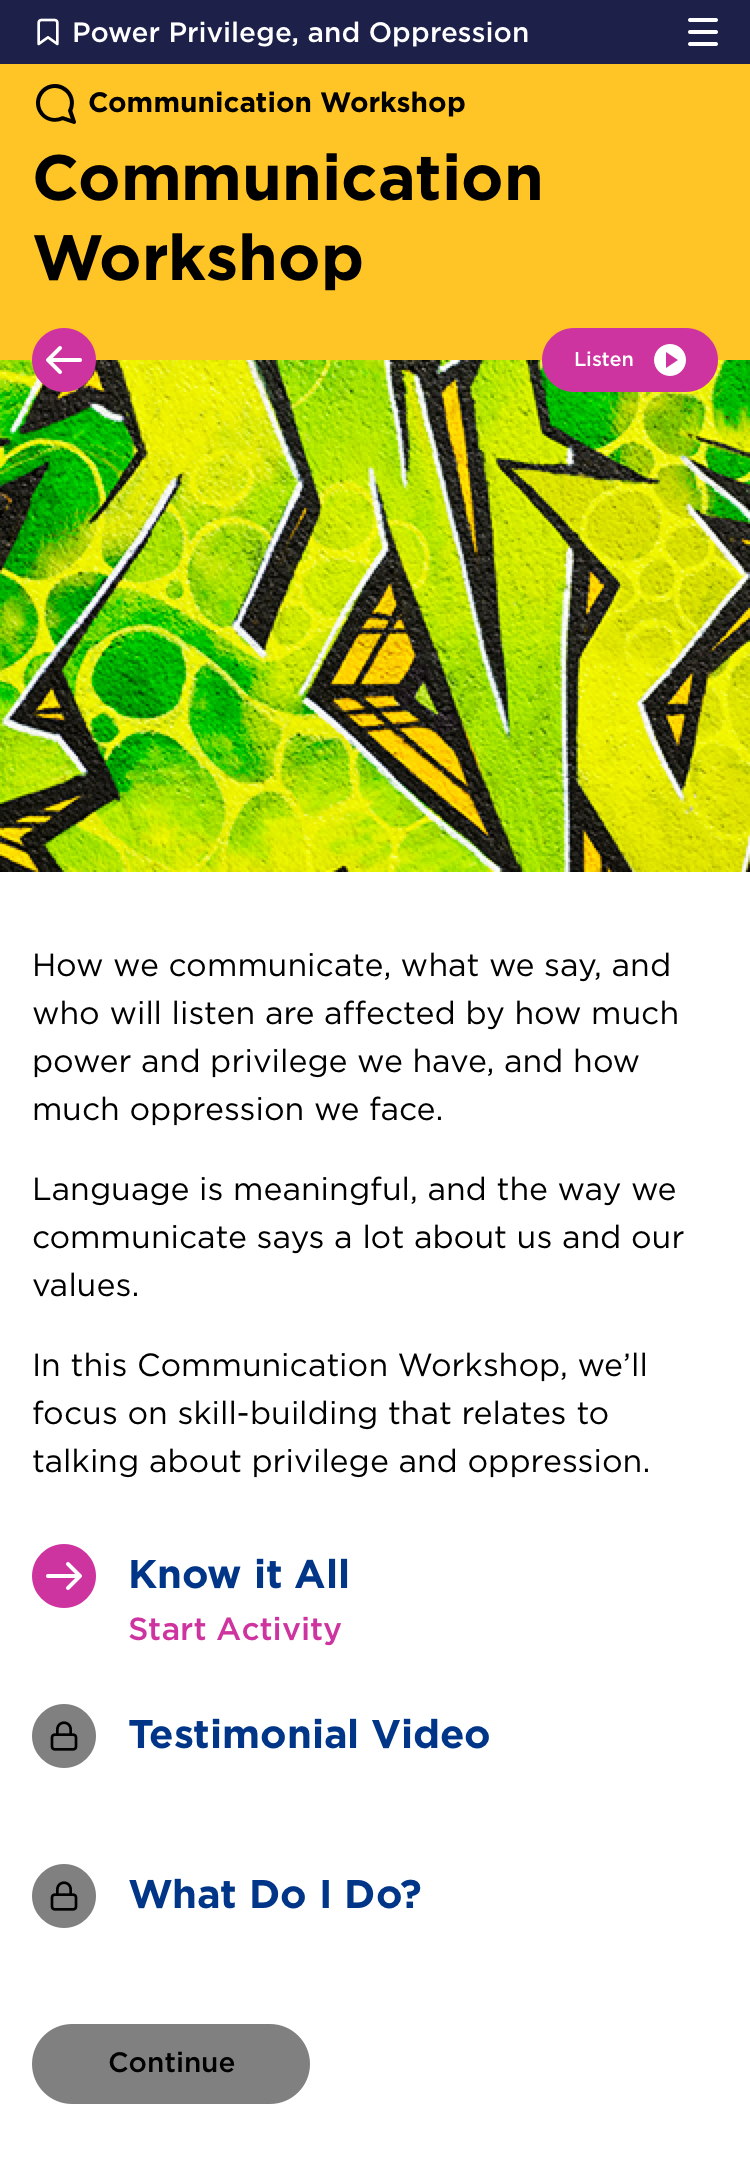 Power Privilege, and Oppression
Communication Workshop
Communication
Workshop
Listen
How we communicate, what we say, and
who will listen are affected by how much
power and privilege we have, and how
much oppression we face.
Language is meaningful, and the way we
communicate says a lot about us and our
values.
In this Communication Workshop, we’ll
focus on skill-building that relates to
talking about privilege and oppression.
Know it All
Start Activity
Testimonial Video
What Do I Do?
Continue